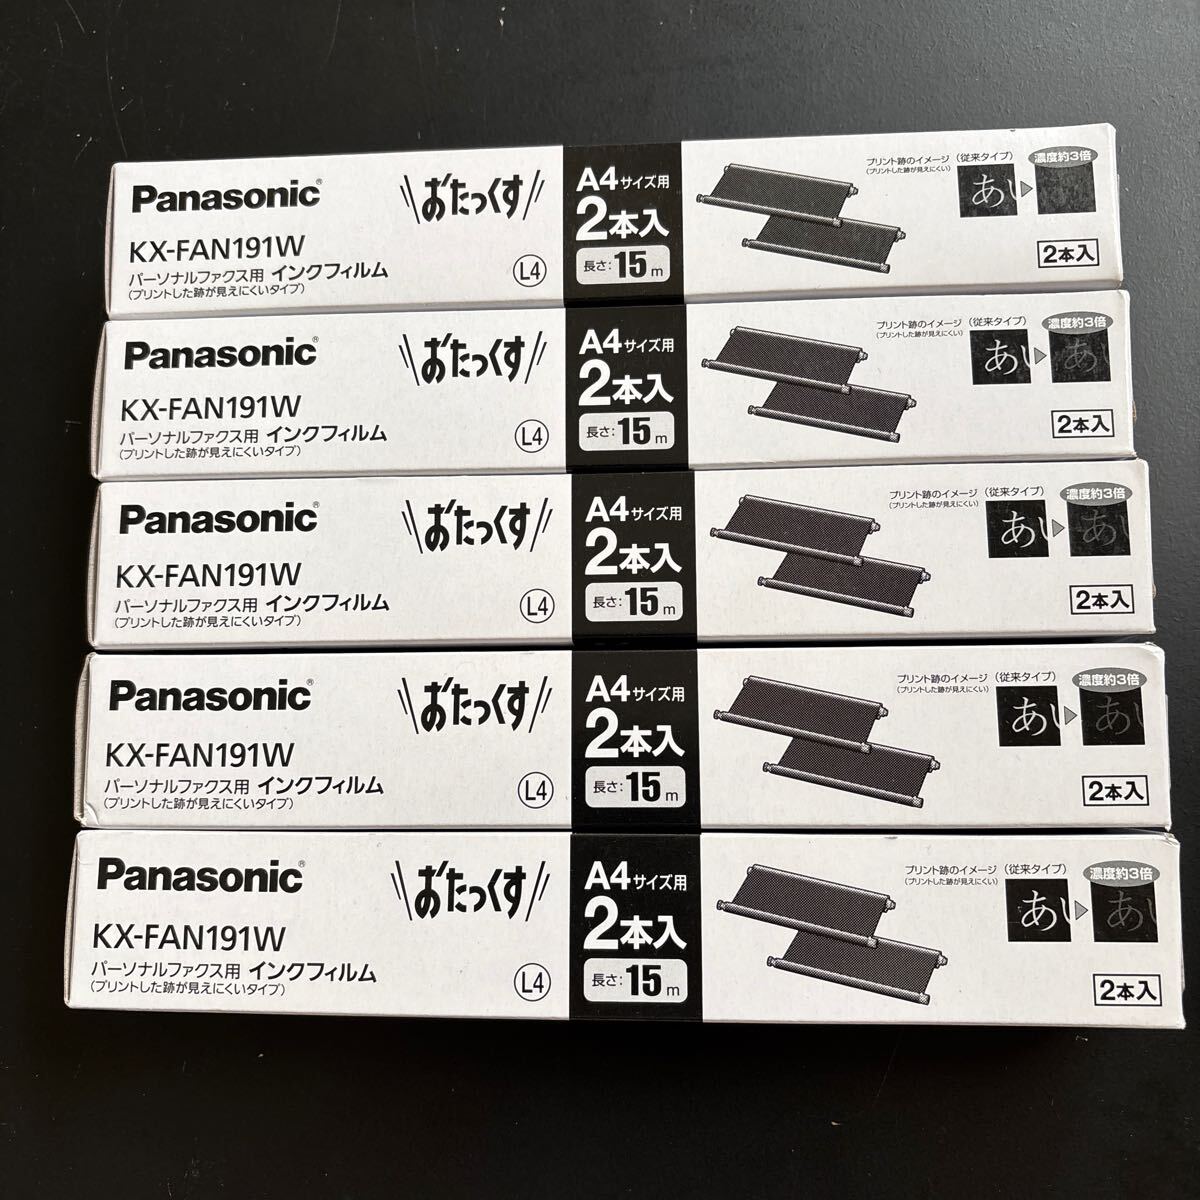 Panasonic®
おたっくす
KX-FAN191W
パーソナルファクス用 インクフィルム
(プリントした跡が見えにくいタイプ)
L4
A4サイズ用
2本入
長さ:15m
プリント跡のイメージ (従来タイプ)
(プリントした跡が見えにくい)
濃度約3倍
あい
2本入
Panasonic®
おたっくす
KX-FAN191W
パーソナルファクス用 インクフィルム
(プリントした跡が見えにくいタイプ)
L4
A4サイズ用
2本入
長さ:15m
プリント跡のイメージ (従来タイプ)
(プリントした跡が見えにくい)
濃度約3倍
あい あ
2本入
Panasonic®
おたっくす
KX-FAN191W
パーソナルファクス用 インクフィルム
(プリントした跡が見えにくいタイプ)
L4
A4サイズ用
2本入
長さ:15m
プリント跡のイメージ (従来タイプ)
(プリントした跡が見えにくい)
濃度約3倍
あい あい
2本入
Panasonic®
おたっくす
KX-FAN191W
パーソナルファクス用 インクフィルム
(プリントした跡が見えにくいタイプ)
L4
A4サイズ用
2本入
長さ:15m
プリント跡のイメージ (従来タイプ)
(プリントした跡が見えにくい)
濃度約3倍
あい あい
2本入
Panasonic®
おたっくす
KX-FAN191W
パーソナルファクス用 インクフィルム
(プリントした跡が見えにくいタイプ)
L4
A4サイズ用
2本入
長さ:15m
プリント跡のイメージ (従来タイプ)
(プリントした跡が見えにくい)
濃度約3倍
あい あい
2本入